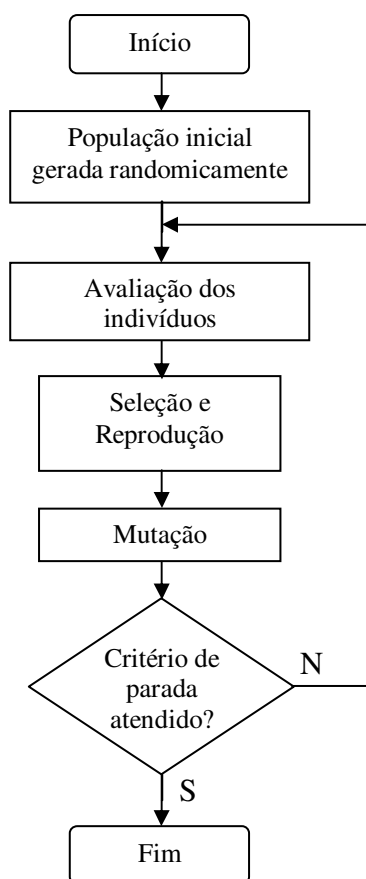 Início
População inicial
gerada randomicamente
Avaliação dos
indivíduos
Seleção e
Reprodução
Mutação
Critério de
parada
atendido?
N
S
Fim